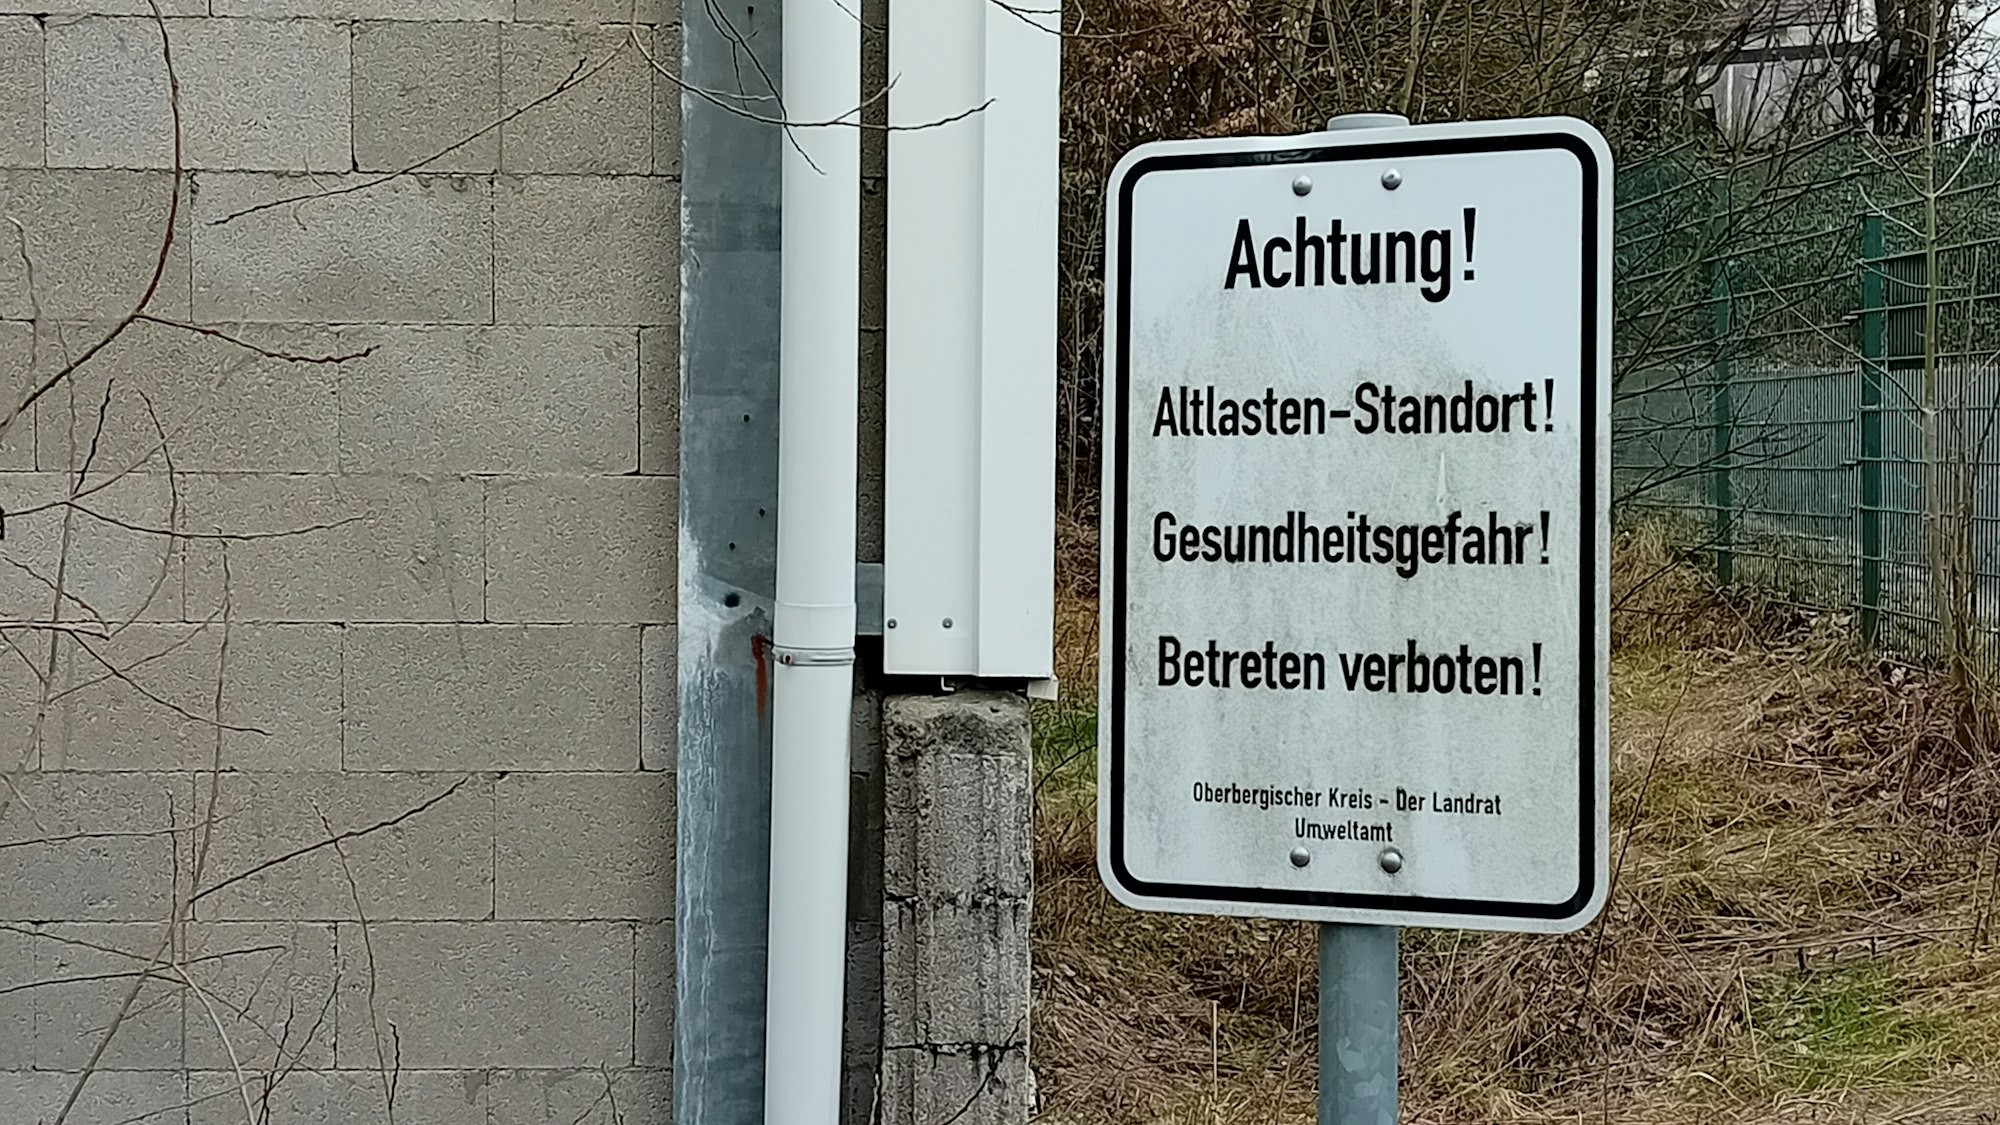 Achtung!
Altlasten-Standort!
Gesundheitsgefahr!
Betreten verboten!
Oberbergischer Kreis - Der Landrat
Umweltamt